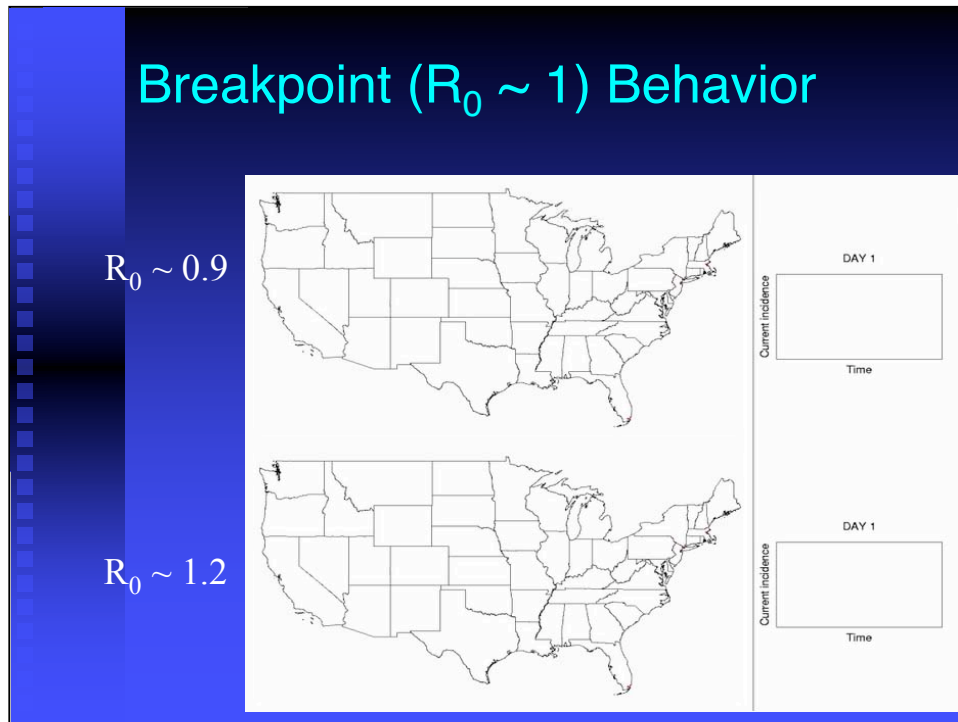 Breakpoint (R₀ ~ 1) Behavior
R₀ ~ 0.9
DAY 1
Current incidence
Time
R₀ ~ 1.2
DAY 1
Current incidence
Time